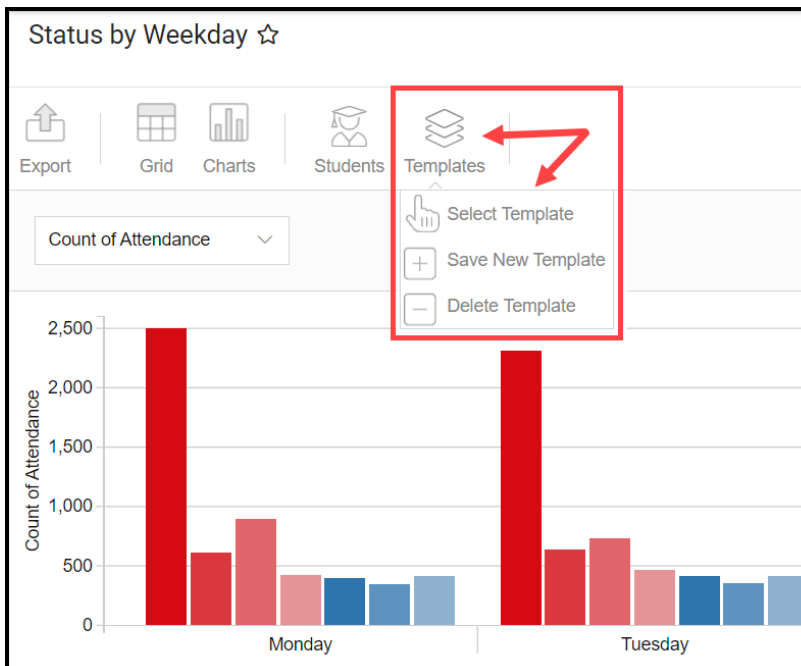 Status by Weekday
Export
Grid
Charts
Students
Templates
Select Template
Save New Template
Delete Template
Count of Attendance
2,500
2,000
1,500
1,000
500
0
Count of Attendance
Monday
Tuesday